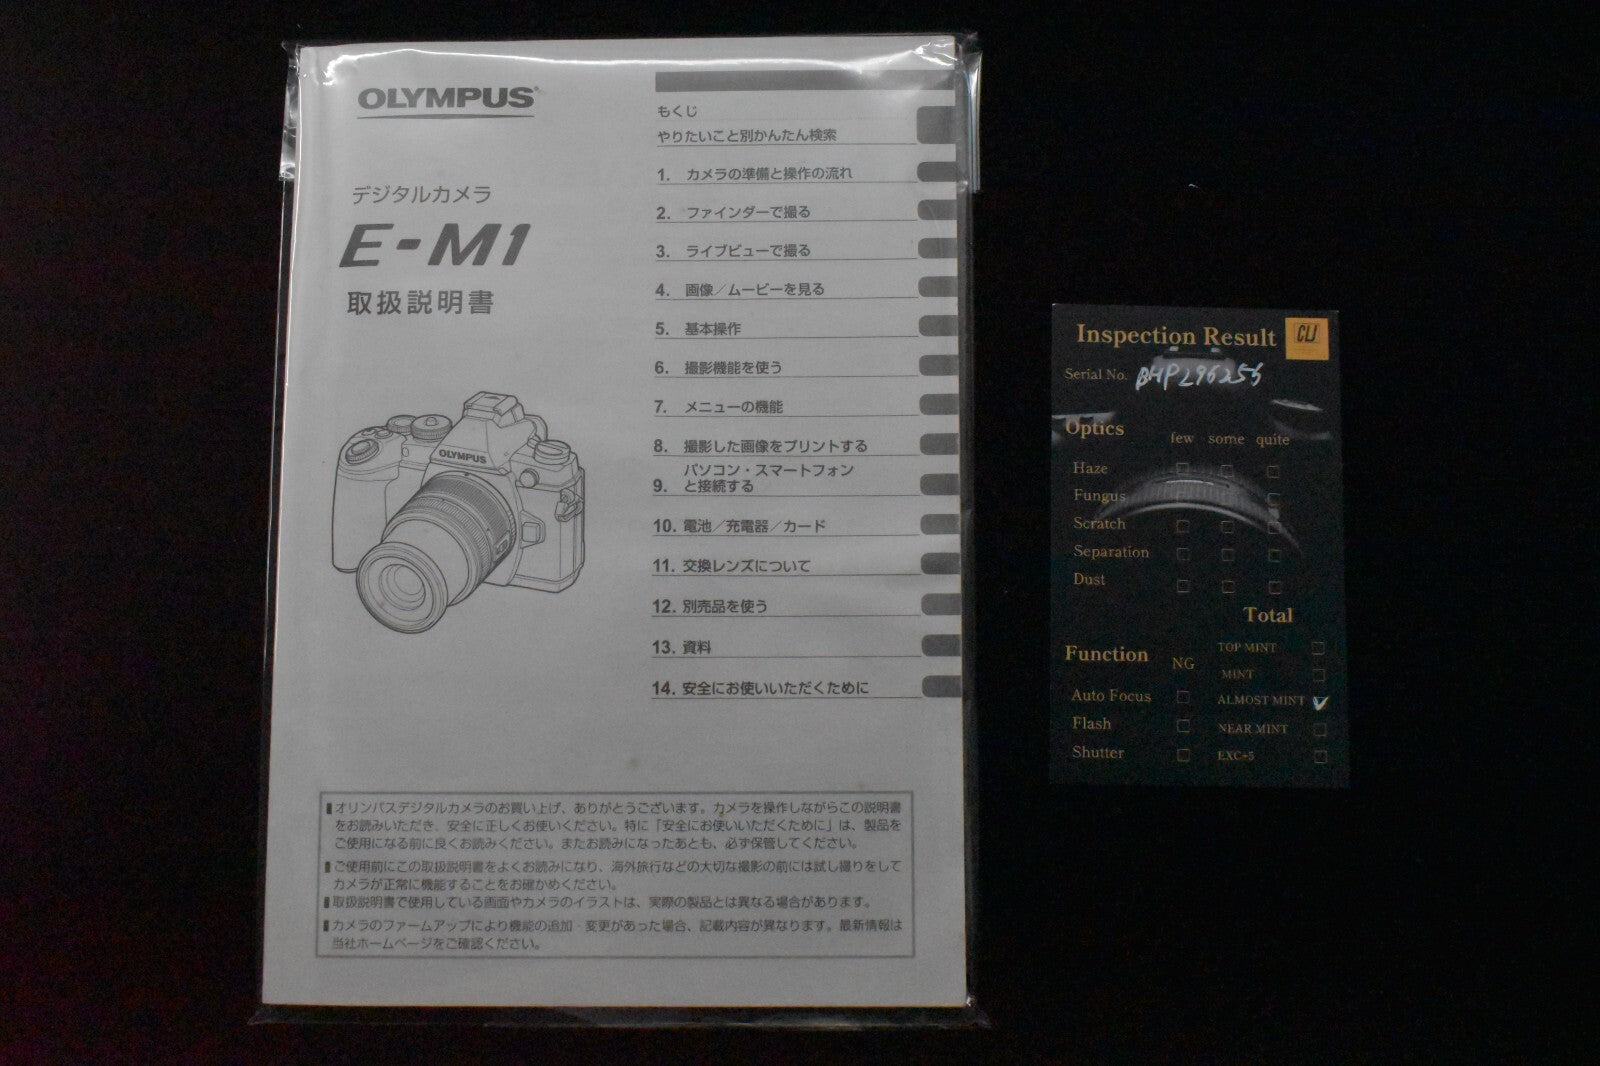 OLYMPUS
デジタルカメラ
E-M1
取扱説明書
OLYMPUS
もくじ
やりたいこと別かんたん検索
1. カメラの準備と操作の流れ
2. ファインダーで撮る
3. ライブビューで撮る
4. 画像／ムービーを見る
5. 基本操作
6. 撮影機能を使う
7. メニューの機能
8. 撮影した画像をプリントする
9. パソコン・スマートフォン
と接続する
10. 電池／充電器／カード
11. 交換レンズについて
12. 別売品を使う
13. 資料
14. 安全にお使いいただくために
オリンパスデジタルカメラのお買い上げ、ありがとうございます。カメラを操作しながらこの説明書
をお読みいただき、安全に正しくお使いください。特に「安全にお使いいただくために」は、製品を
ご使用になる前に良くお読みください。またお読みになったあとも、必ず保管してください。
ご使用前にこの取扱説明書をよくお読みになり、海外旅行などの大切な撮影の前には試し撮りをして
カメラが正常に機能することをお確かめください。
取扱説明書で使用している画面やカメラのイラストは、実際の製品とは異なる場合があります。
カメラのファームアップにより機能の追加・変更があった場合、記載内容が異なります。最新情報は
当社ホームページをご確認ください。
Inspection Result
Serial No. BHP296255
Optics
few some quite
Haze
Fungus
Scratch
Separation
Dust
Total
TOP MINT
MINT
ALMOST MINT
NEAR MINT
EXC+5
Function
NG
Auto Focus
Flash
Shutter